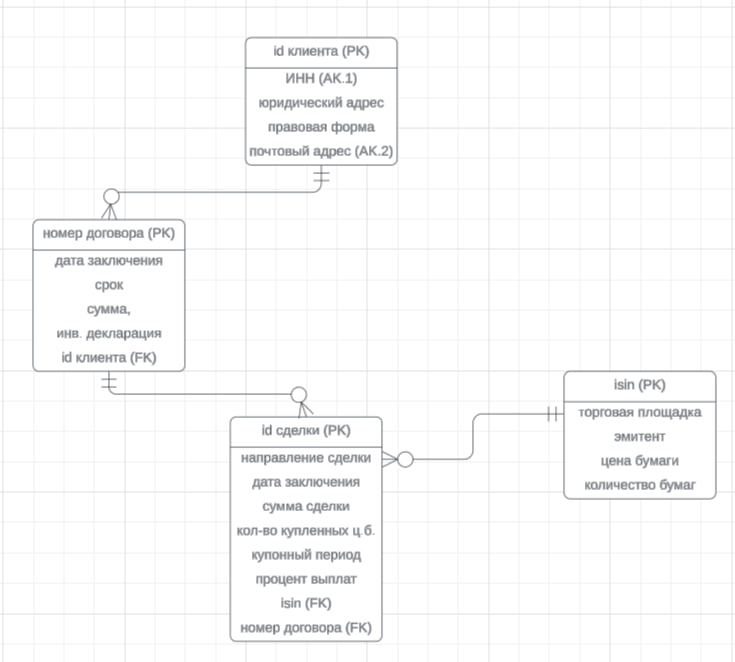 id клиента (PK)
ИНН (AK.1)
юридический адрес
правовая форма
почтовый адрес (AK.2)
номер договора (PK)
дата заключения
срок
сумма,
инв. декларация
id клиента (FK)
id сделки (PK)
направление сделки
дата заключения
сумма сделки
кол-во купленных ц.б.
купонный период
процент выплат
isin (FK)
номер договора (FK)
isin (PK)
торговая площадка
эмитент
цена бумаги
количество бумаг